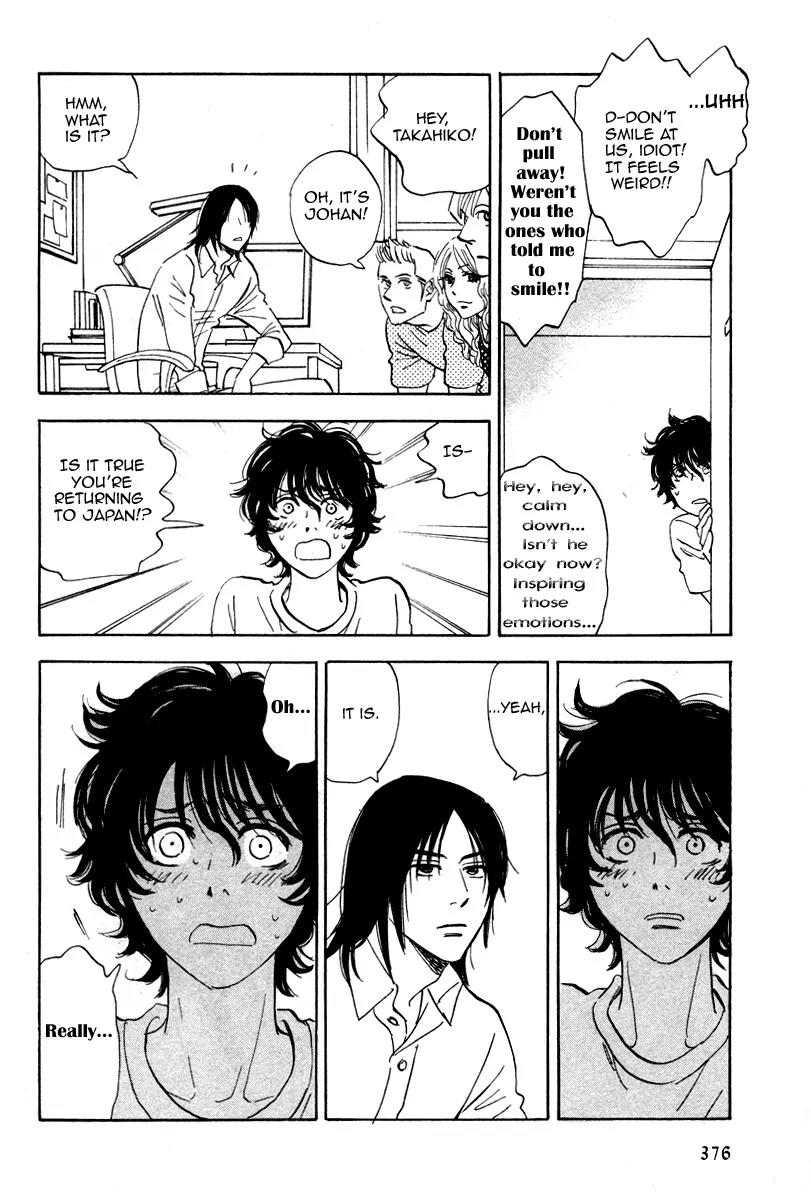 ...UHH
D-DON'T
SMILE AT
US, IDIOT!
IT FEELS
WEIRD!!
Don't
pull
away!
Weren't
you the
ones who
told me
to
smile!!
Hey, hey,
calm
down...
Isn't he
okay now?
Inspiring
those
emotions...
HEY,
TAKAHIKO!
OH, IT'S
JOHAN!
HMM,
WHAT
IS IT?
IS-
IS IT TRUE
YOU'RE
RETURNING
TO JAPAN!?
...YEAH,
IT IS.
Oh...
Really...
376